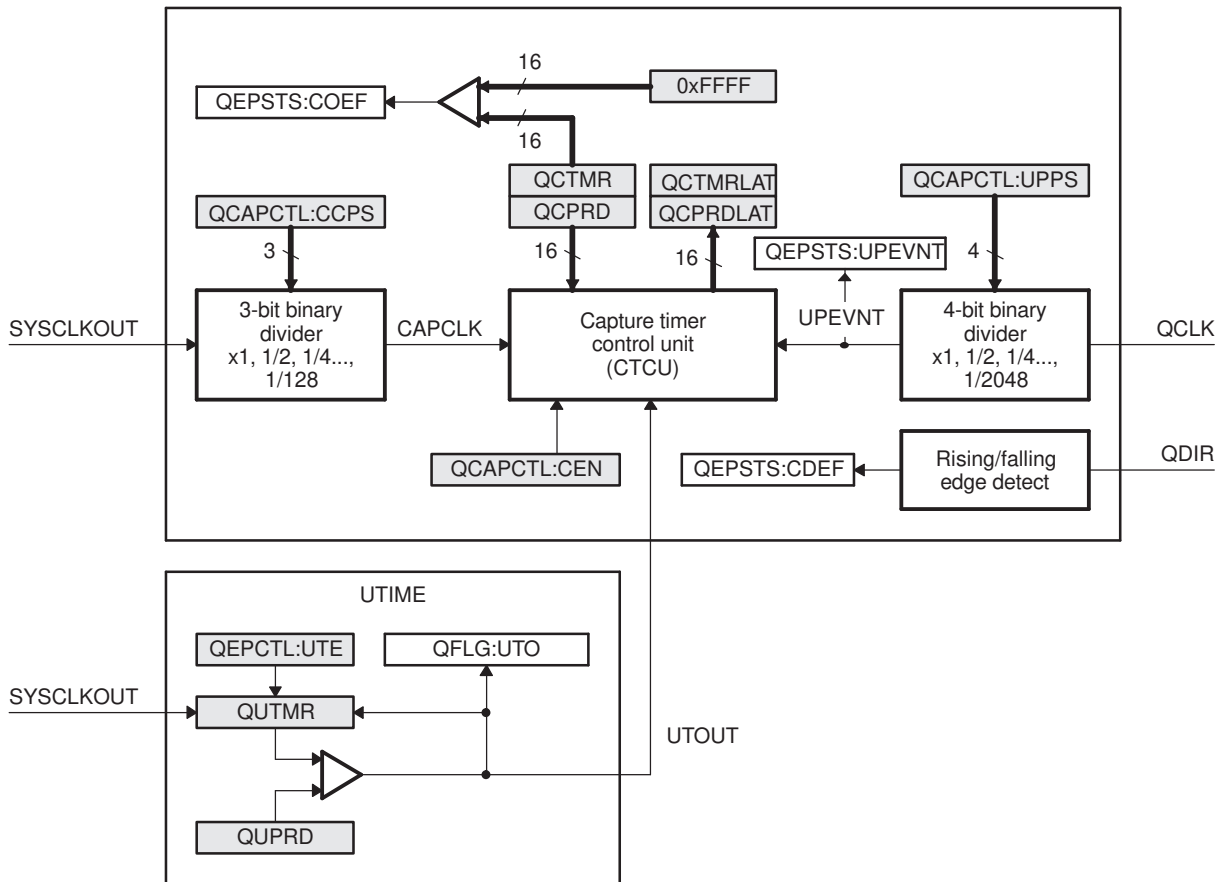 16
0xFFFF
QEPSTS:COEF
16
QCTMR
QCPRD
QCTMRLAT
QCPRDLAT
QCAPCTL:UPPS
QCAPCTL:CCPS
3
16
16
QEPSTS:UPEVNT
4
SYSCLKOUT
3-bit binary
divider
x1, 1/2, 1/4...,
1/128
CAPCLK
Capture timer
control unit
(CTCU)
UPEVNT
4-bit binary
divider
x1, 1/2, 1/4...,
1/2048
QCLK
QCAPCTL:CEN
QEPSTS:CDEF
Rising/falling
edge detect
QDIR
UTIME
QEPCTL:UTE
QFLG:UTO
SYSCLKOUT
QUTMR
UTOUT
QUPRD